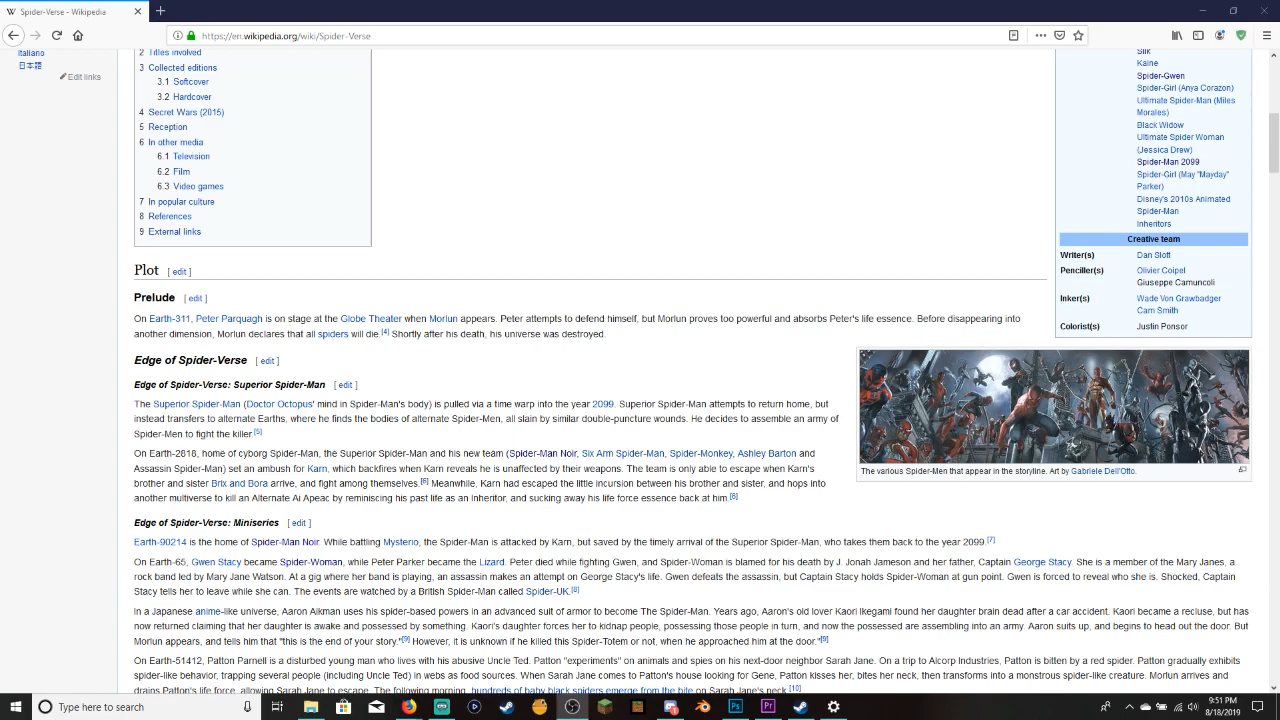 Spider-Verse - Wikipedia
https://en.wikipedia.org/wiki/Spider-Verse
Italiano
日本語
Edit links
2 Titles involved
3 Collected editions
3.1 Softcover
3.2 Hardcover
4 Secret Wars (2015)
5 Reception
6 In other media
6.1 Television
6.2 Film
6.3 Video games
7 In popular culture
8 References
9 External links
Silk
Kaine
Spider-Gwen
Spider-Girl (Anya Corazon)
Ultimate Spider-Man (Miles
Morales)
Black Widow
Ultimate Spider Woman
(Jessica Drew)
Spider-Man 2099
Spider-Girl (May "Mayday"
Parker)
Disney's 2010s Animated
Spider-Man
Inheritors
Creative team
Writer(s) Dan Slott
Penciller(s) Olivier Coipel
Giuseppe Camuncoli
Inker(s) Wade Von Grawbadger
Cam Smith
Colorist(s) Justin Ponsor
Plot [ edit ]
Prelude [ edit ]
On Earth-311, Peter Parquagh is on stage at the Globe Theater when Morlun appears. Peter attempts to defend himself, but Morlun proves too powerful and absorbs Peter's life essence. Before disappearing into
another dimension, Morlun declares that all spiders will die.[4] Shortly after his death, his universe was destroyed.
Edge of Spider-Verse [ edit ]
Edge of Spider-Verse: Superior Spider-Man [ edit ]
The Superior Spider-Man (Doctor Octopus' mind in Spider-Man's body) is pulled via a time warp into the year 2099. Superior Spider-Man attempts to return home, but
instead transfers to alternate Earths, where he finds the bodies of alternate Spider-Men, all slain by similar double-puncture wounds. He decides to assemble an army of
Spider-Men to fight the killer.[5]
On Earth-2818, home of cyborg Spider-Man, the Superior Spider-Man and his new team (Spider-Man Noir, Six Arm Spider-Man, Spider-Monkey, Ashley Barton and
Assassin Spider-Man) set an ambush for Karn, which backfires when Karn reveals he is unaffected by their weapons. The team is only able to escape when Karn's
brother and sister Brix and Bora arrive, and fight among themselves.[6] Meanwhile, Karn had escaped the little incursion between his brother and sister, and hops into
another multiverse to kill an Alternate Ai Apeac by reminiscing his past life as an Inheritor, and sucking away his life force essence back at him [6]
The various Spider-Men that appear in the storyline. Art by Gabriele Dell'Otto.
Edge of Spider-Verse: Miniseries [ edit ]
Earth-90214 is the home of Spider-Man Noir. While battling Mysterio, the Spider-Man is attacked by Karn, but saved by the timely arrival of the Superior Spider-Man, who takes them back to the year 2099.[7]
On Earth-65, Gwen Stacy became Spider-Woman, while Peter Parker became the Lizard. Peter died while fighting Gwen, and Spider-Woman is blamed for his death by J. Jonah Jameson and her father, Captain George Stacy. She is a member of the Mary Janes, a
rock band led by Mary Jane Watson. At a gig where her band is playing, an assassin makes an attempt on George Stacy's life. Gwen defeats the assassin, but Captain Stacy holds Spider-Woman at gun point. Gwen is forced to reveal who she is. Shocked, Captain
Stacy tells her to leave while she can. The events are watched by a British Spider-Man called Spider-UK.[8]
In a Japanese anime-like universe, Aaron Aikman uses his spider-based powers in an advanced suit of armor to become The Spider-Man. Years ago, Aaron's old lover Kaori Ikegami found her daughter brain dead after a car accident. Kaori became a recluse, but has
now returned claiming that her daughter is awake and possessed by something. Kaori's daughter forces her to kidnap people, possessing those people in turn, and now the possessed are assembling into an army. Aaron suits up, and begins to head out the door. But
Morlun appears, and tells him that "this is the end of your story."[9] However, it is unknown if he killed this Spider-Totem or not, when he approached him at the door."[9]
On Earth-51412, Patton Parnell is a disturbed young man who lives with his abusive Uncle Ted. Patton "experiments" on animals and spies on his next-door neighbor Sarah Jane. On a trip to Alcorp Industries, Patton is bitten by a red spider. Patton gradually exhibits
spider-like behavior, trapping several people (including Uncle Ted) in webs as food sources. When Sarah Jane comes to Patton's house looking for Gene, Patton kisses her, bites her neck, then transforms into a monstrous spider-like creature. Morlun arrives and
drains Patton's life force, allowing Sarah Jane to escape. The following morning, hundreds of baby black spiders emerge from the bite on Sarah Jane's neck.[10]
Type here to search
9:51 PM
8/18/2019